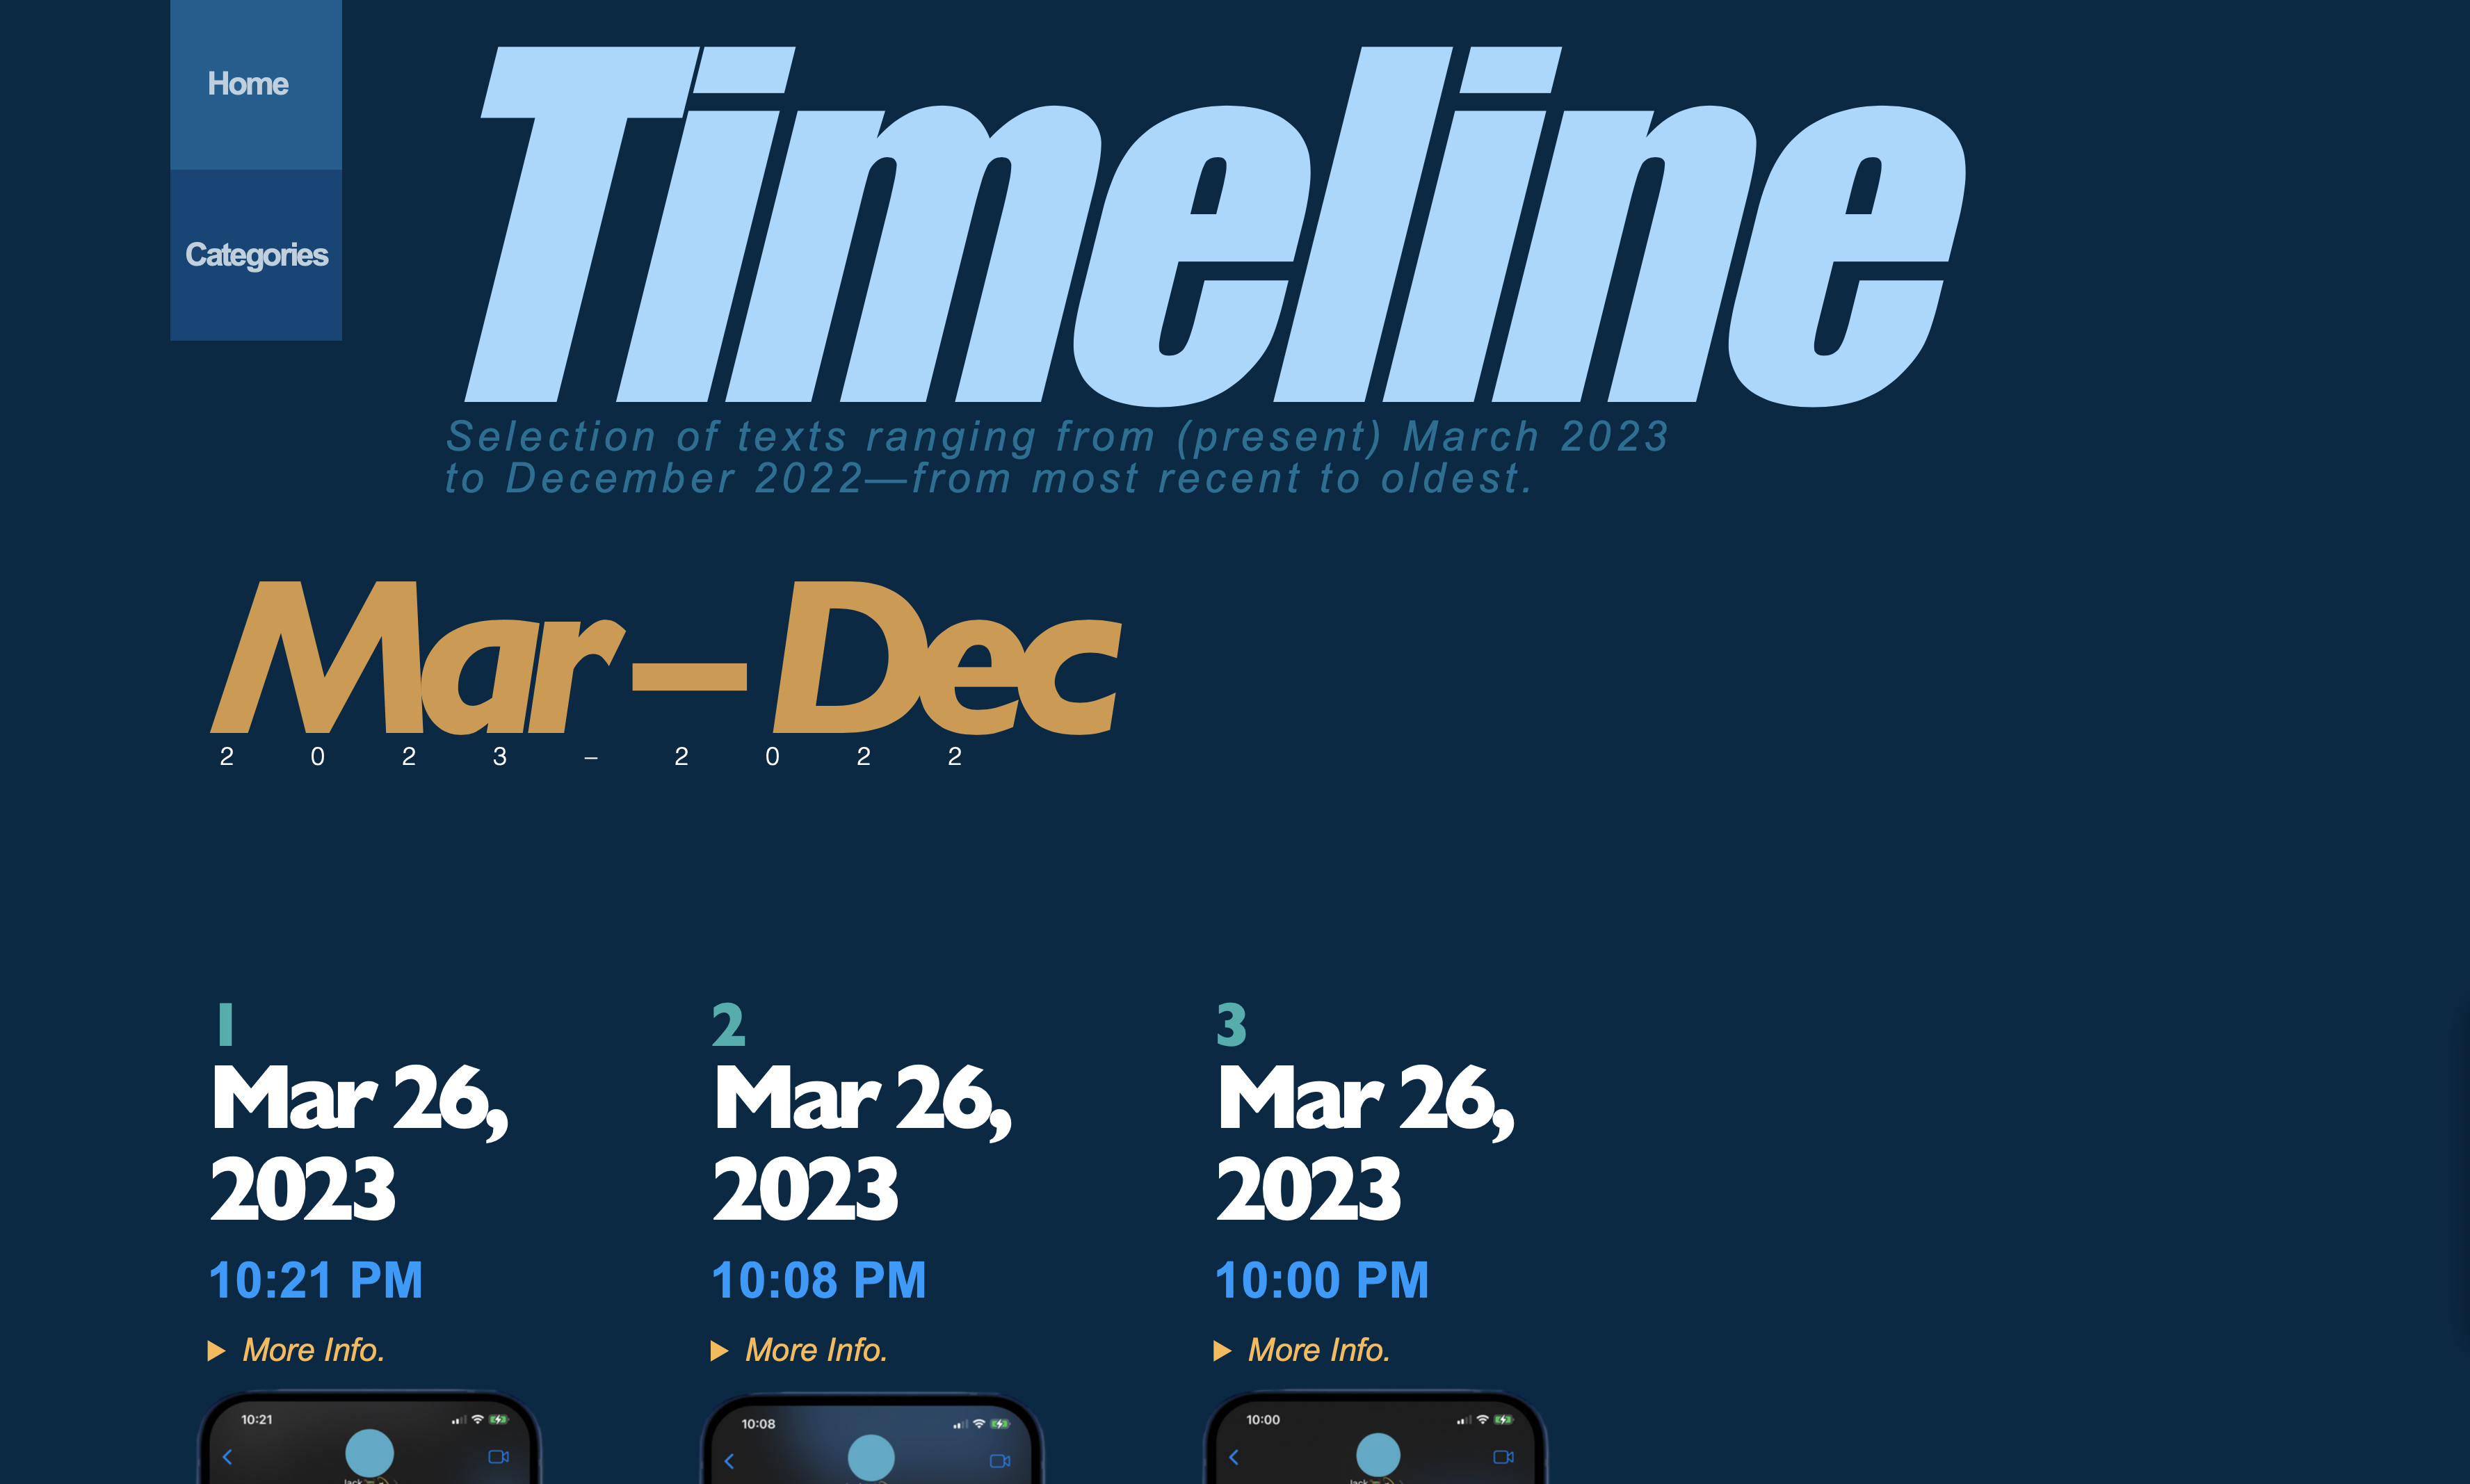 Home
Categories
Timeline
Selection of texts ranging from (present) March 2023
to December 2022—from most recent to oldest.
Mar—Dec
2 0 2 3 – 2 0 2 2
1
Mar 26,
2023
10:21 PM
▶ More Info.
10:21
2
Mar 26,
2023
10:08 PM
▶ More Info.
10:08
3
Mar 26,
2023
10:00 PM
▶ More Info.
10:00